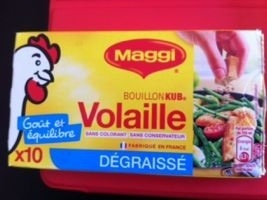 Maggi
BOUILLON KUB®
Volaille
Goût et
équilibre
SANS COLORANT | SANS CONSERVATEUR
FABRIQUÉ EN FRANCE
x10
DÉGRAISSÉ